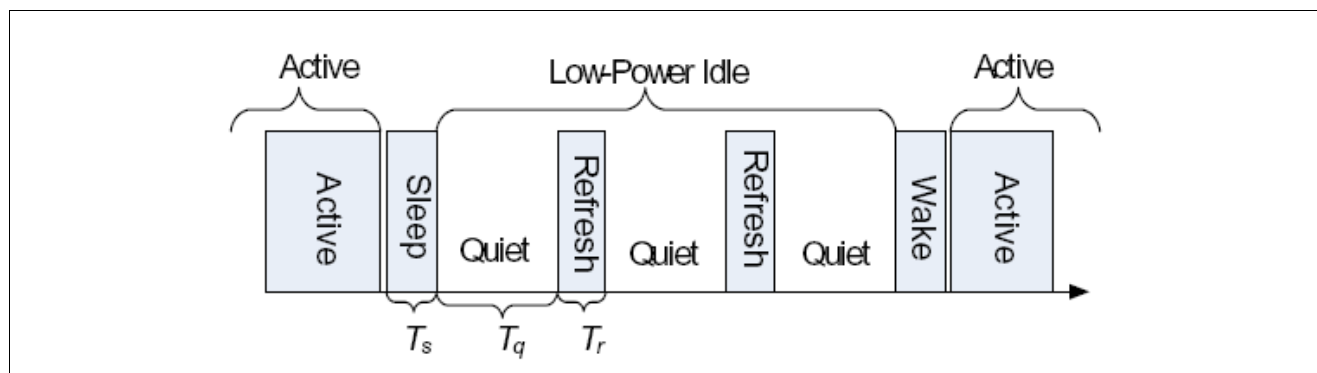 Active
Low-Power Idle
Active
Active
Sleep
Quiet
Refresh
Quiet
Refresh
Quiet
Wake
Active
Ts
Tq
Tr